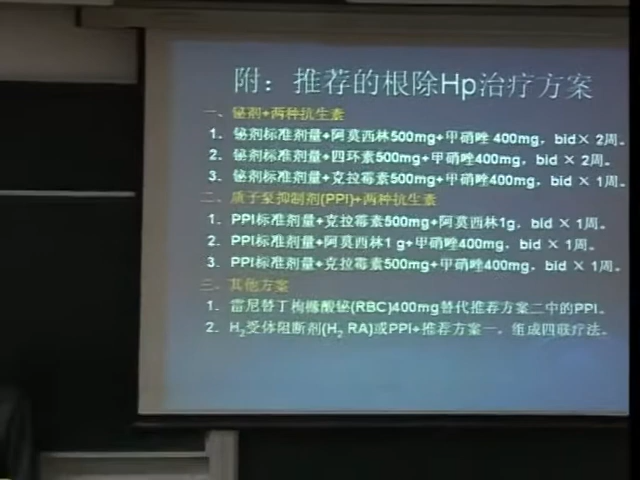 附：推荐的根除Hp治疗方案
一、铋剂+两种抗生素
1. 铋剂标准剂量+阿莫西林500mg+甲硝唑 400mg，bid× 2周。
2. 铋剂标准剂量+四环素500mg+甲硝唑400mg，bid × 2周。
3. 铋剂标准剂量+克拉霉素500mg+甲硝唑400mg，bid × 1周。
二、质子泵抑制剂(PPI)+两种抗生素
1. PPI标准剂量+克拉霉素500mg+阿莫西林1g，bid × 1周。
2. PPI标准剂量+阿莫西林1 g+甲硝唑400mg，bid × 1周。
3. PPI标准剂量+克拉霉素500mg+甲硝唑400mg，bid × 1周。
三、其他方案
1. 雷尼替丁枸橼酸铋(RBC)400mg替代推荐方案二中的PPI。
2. H2受体阻断剂(H2 RA)或PPI+推荐方案一，组成四联疗法。